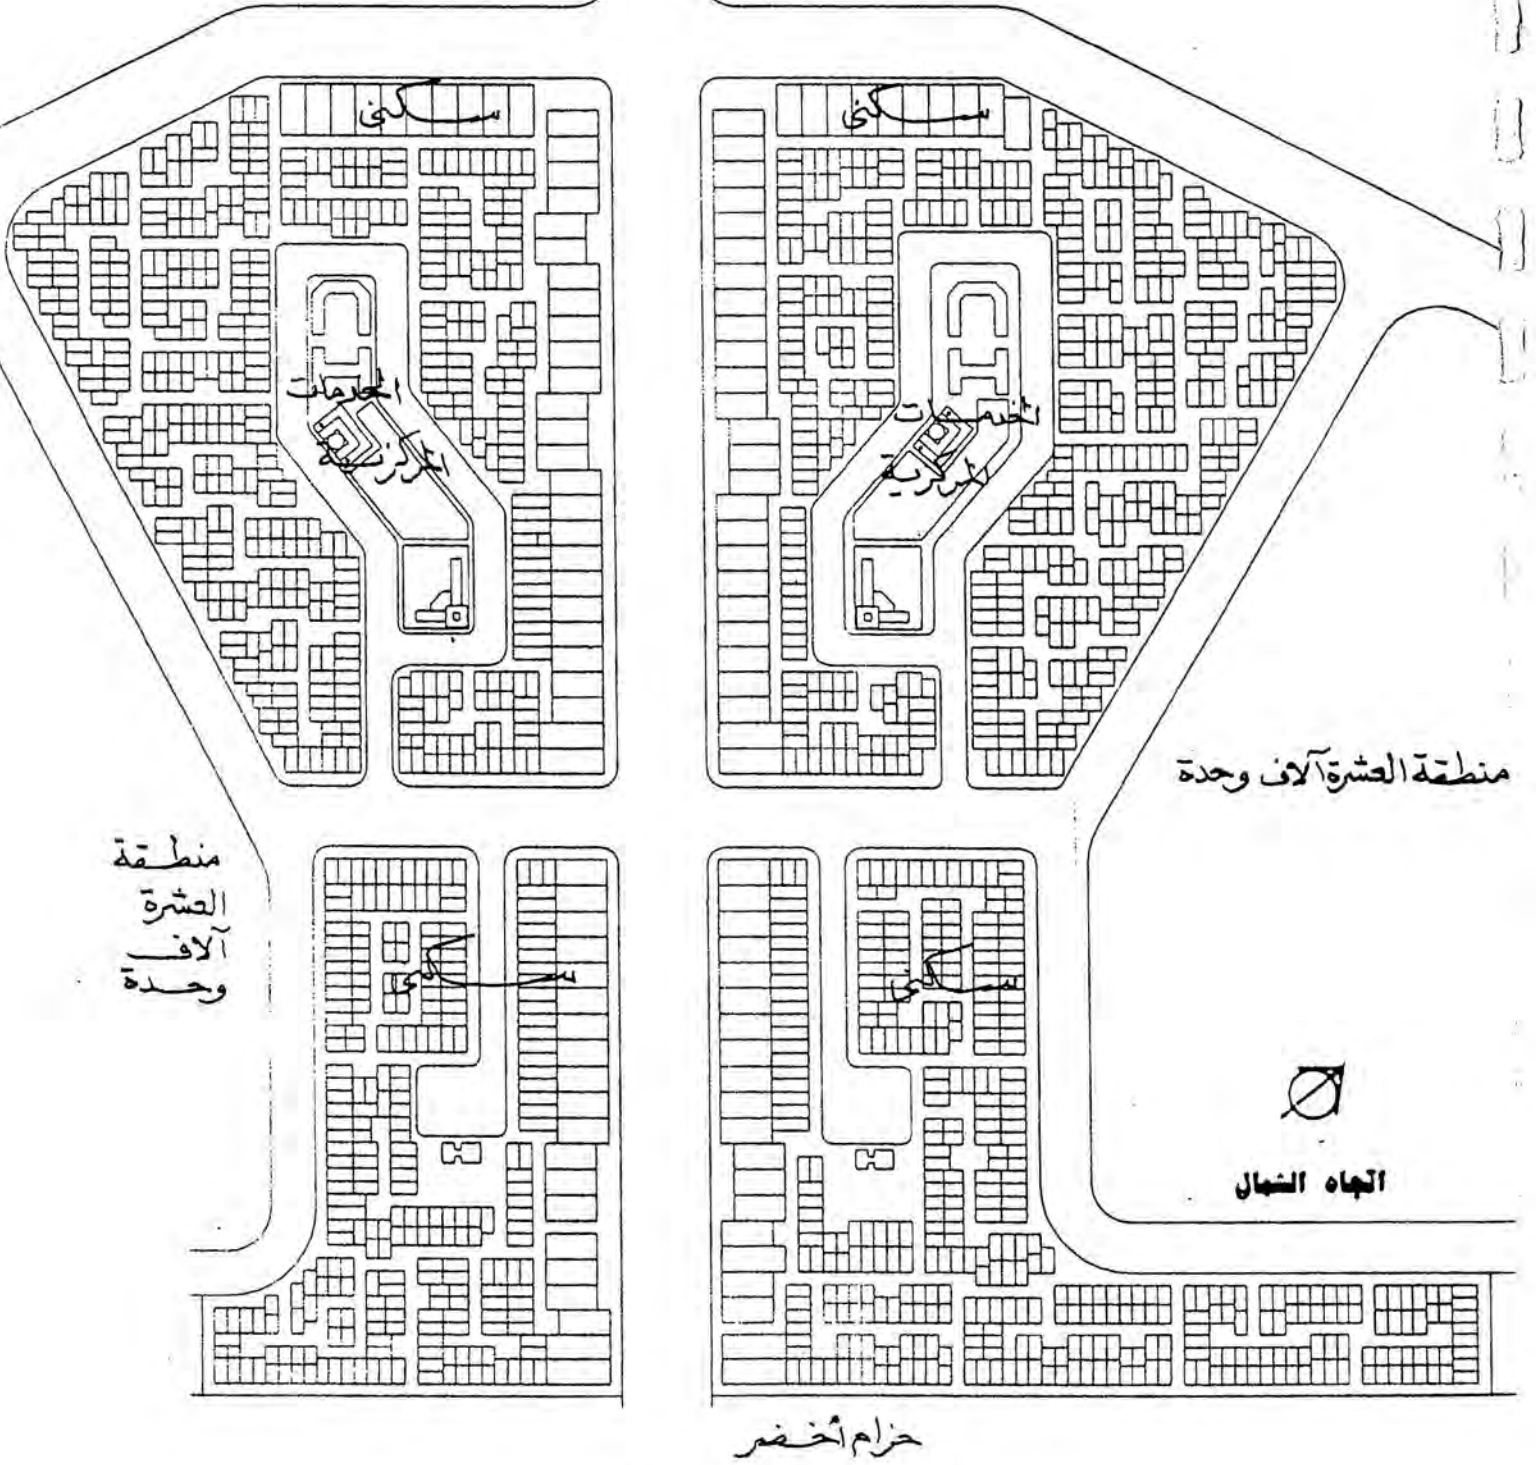 سكنى
سكنى
الخدمات
المركزية
الخدمات
المركزية
منطقة العشرة آلاف وحدة
منطقة
العشرة
آلاف
وحدة
سكنى
سكنى
اتجاه الشمال
حزام أخضر